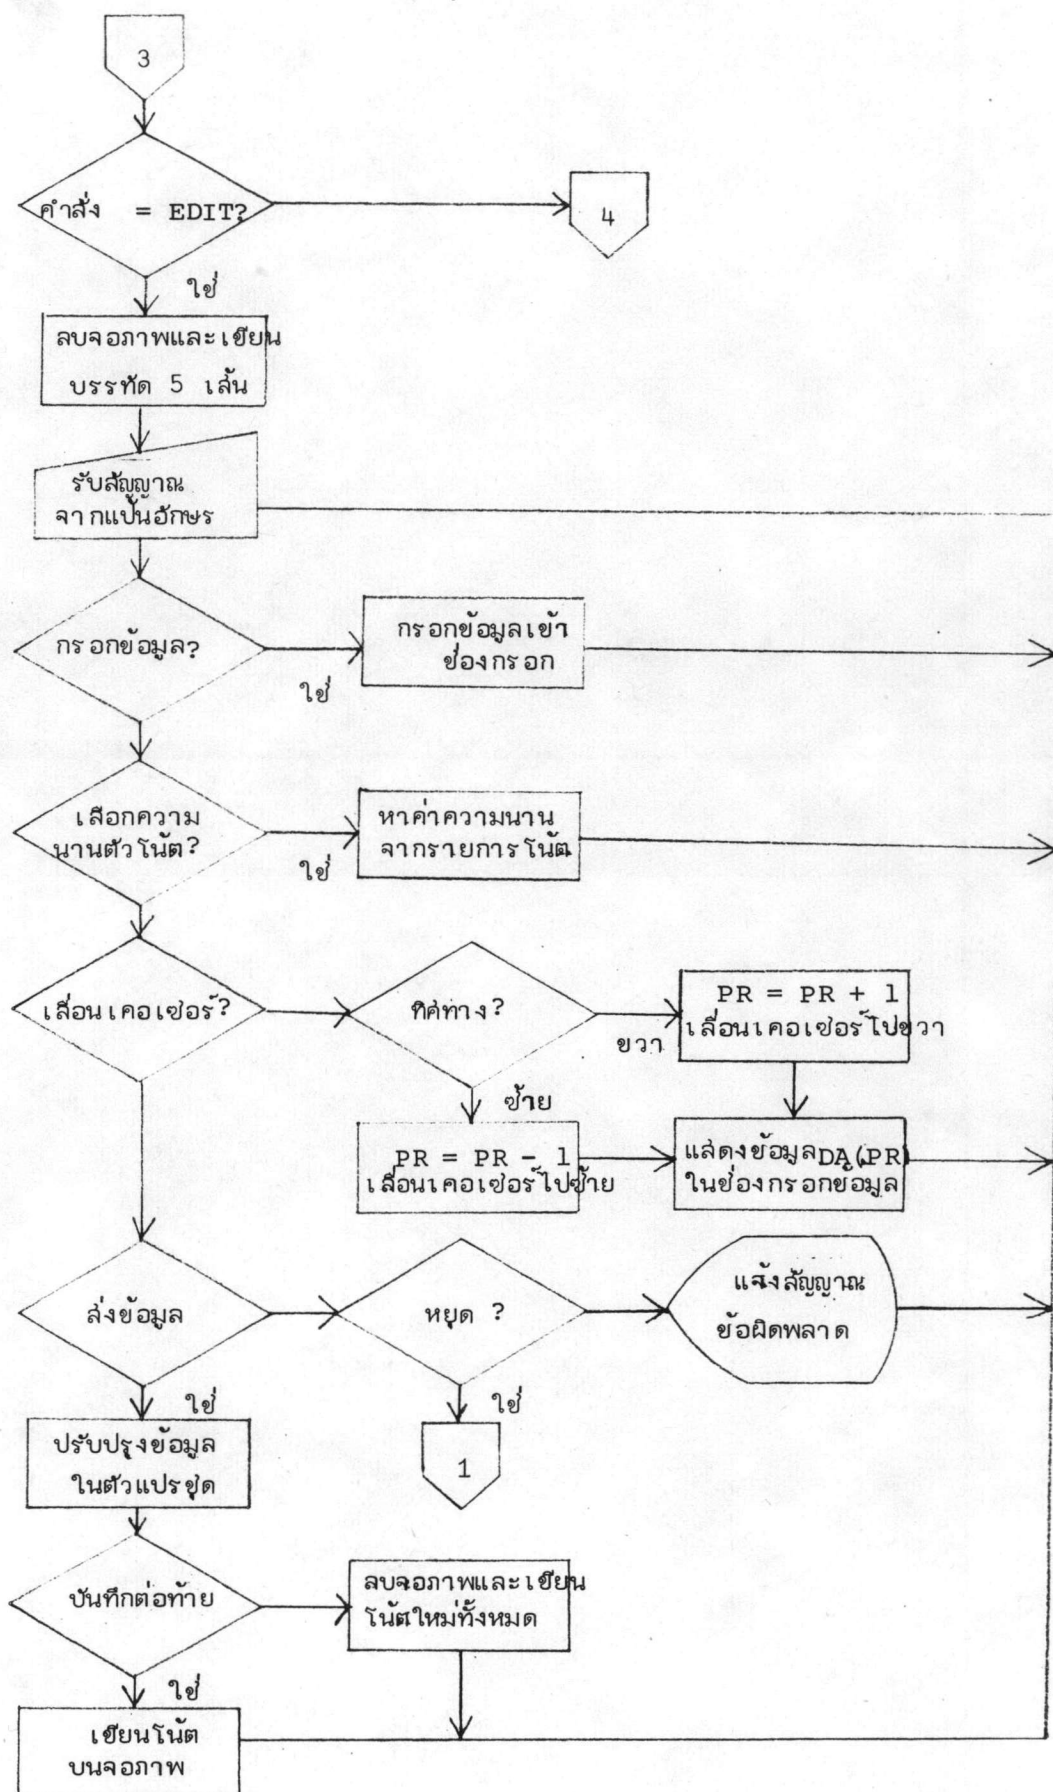 3
คำสั่ง = EDIT?
4
ใช่
ลบจอภาพและเขียน
บรรทัด 5 เส้น
รับสัญญาณ
จากแป้นอักษร
กรอกข้อมูล?
กรอกข้อมูลเข้า
ช่องกรอก
ใช่
เลือกความ
นานตัวโน้ต?
หาค่าความนาน
จากรายการโน้ต
ใช่
เลื่อนเคอเซ่อร์?
ทิศทาง?
PR = PR + 1
เลื่อนเคอเซ่อร์ไปขวา
ขวา
ซ้าย
PR = PR - 1
เลื่อนเคอเซ่อร์ไปซ้าย
แสดงข้อมูลDA(PR)
ในช่องกรอกข้อมูล
ส่งข้อมูล
หยุด ?
แจ้งสัญญาณ
ข้อผิดพลาด
ใช่
ใช่
ปรับปรุงข้อมูล
ในตัวแปรชุด
1
บันทึกต่อท้าย
ลบจอภาพและเขียน
โน้ตใหม่ทั้งหมด
ใช่
เขียนโน้ต
บนจอภาพ